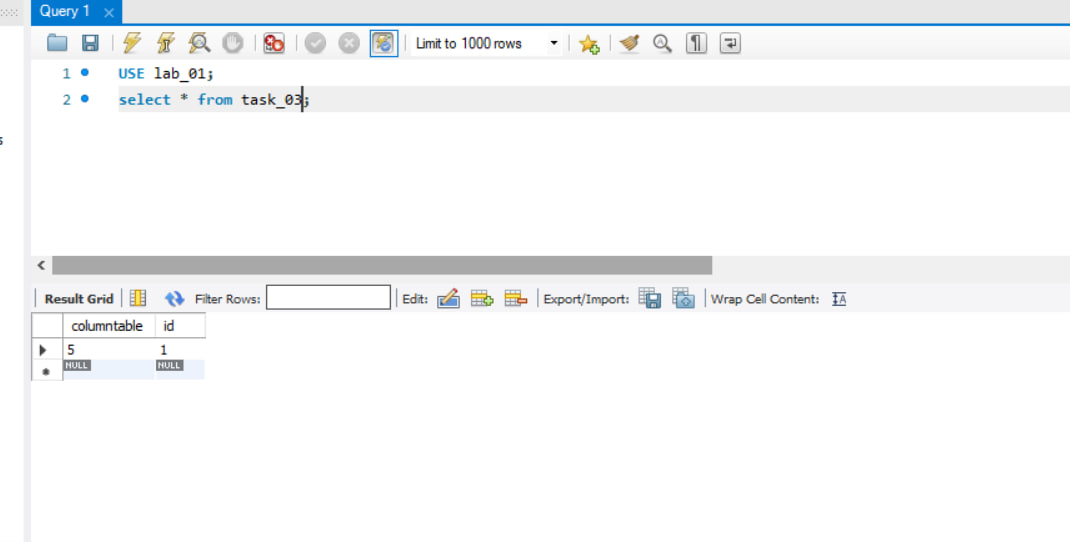 Query 1
Limit to 1000 rows
1 USE lab_01;
2 select * from task_03;
Result Grid Filter Rows: Edit: Export/Import: Wrap Cell Content: IA
columntable id
5 1
NULL NULL